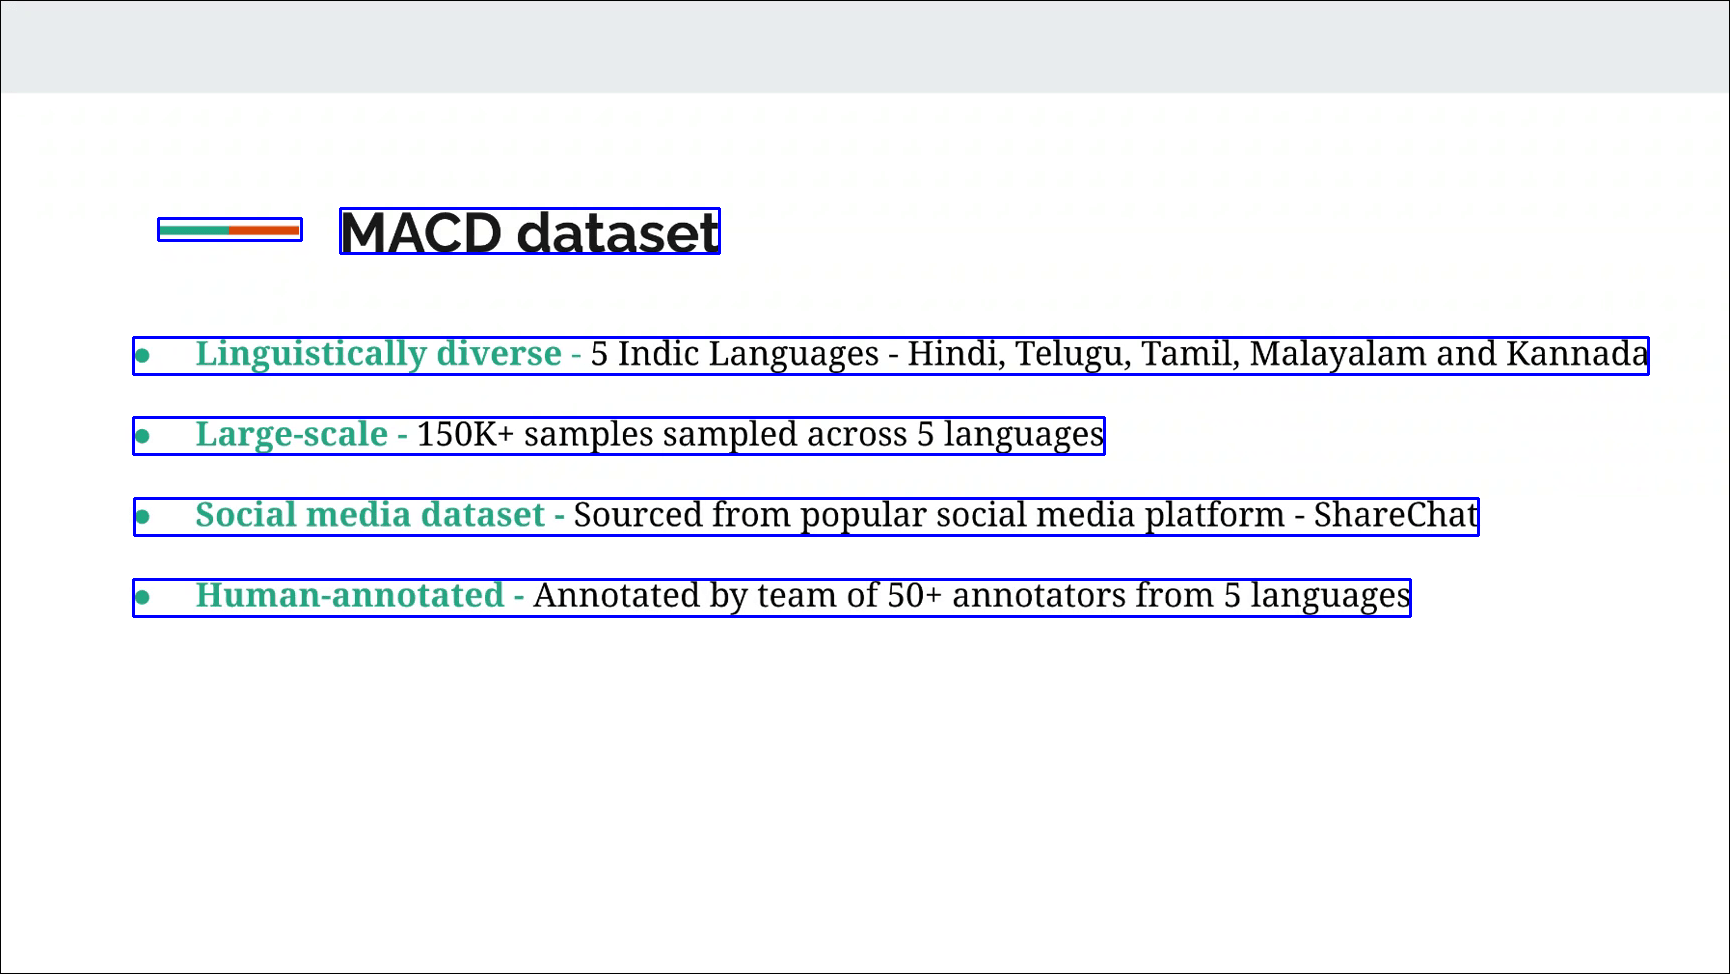 MACD dataset
● Linguistically diverse - 5 Indic Languages - Hindi, Telugu, Tamil, Malayalam and Kannada
● Large-scale - 150K+ samples sampled across 5 languages
● Social media dataset - Sourced from popular social media platform - ShareChat
● Human-annotated - Annotated by team of 50+ annotators from 5 languages